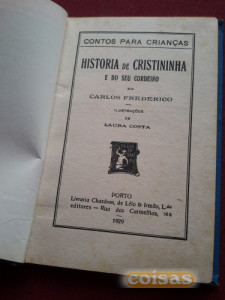 CONTOS PARA CRIANÇAS
HISTORIA DE CRISTININHA
E DO SEU CORDEIRO
POR
CARLOS FREDERICO
ILUSTRAÇÕES
DE
LAURA COSTA
PORTO
Livraria Chardron, de Lélo & Irmão, L.da
editores — Rua das Carmelitas, 144
1929
coisas